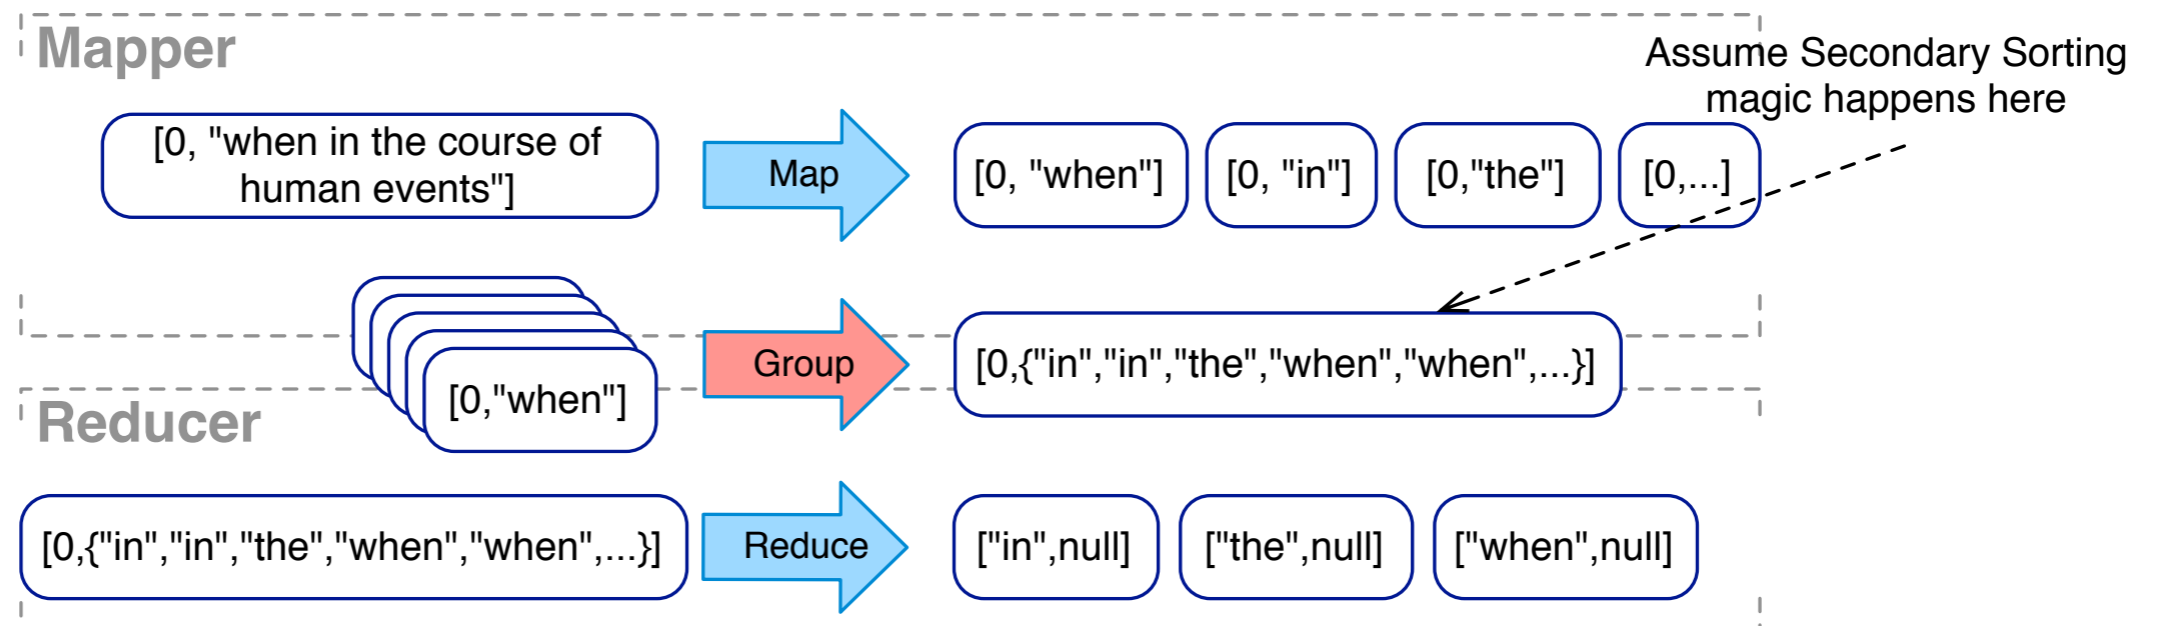 Mapper
Assume Secondary Sorting
magic happens here
[0, "when in the course of
human events"]
Map
[0, "when"]
[0, "in"]
[0,"the"]
[0,...]
[0,"when"]
Group
[0,{"in","in","the","when","when",...}]
Reducer
[0,{"in","in","the","when","when",...}]
Reduce
["in",null]
["the",null]
["when",null]